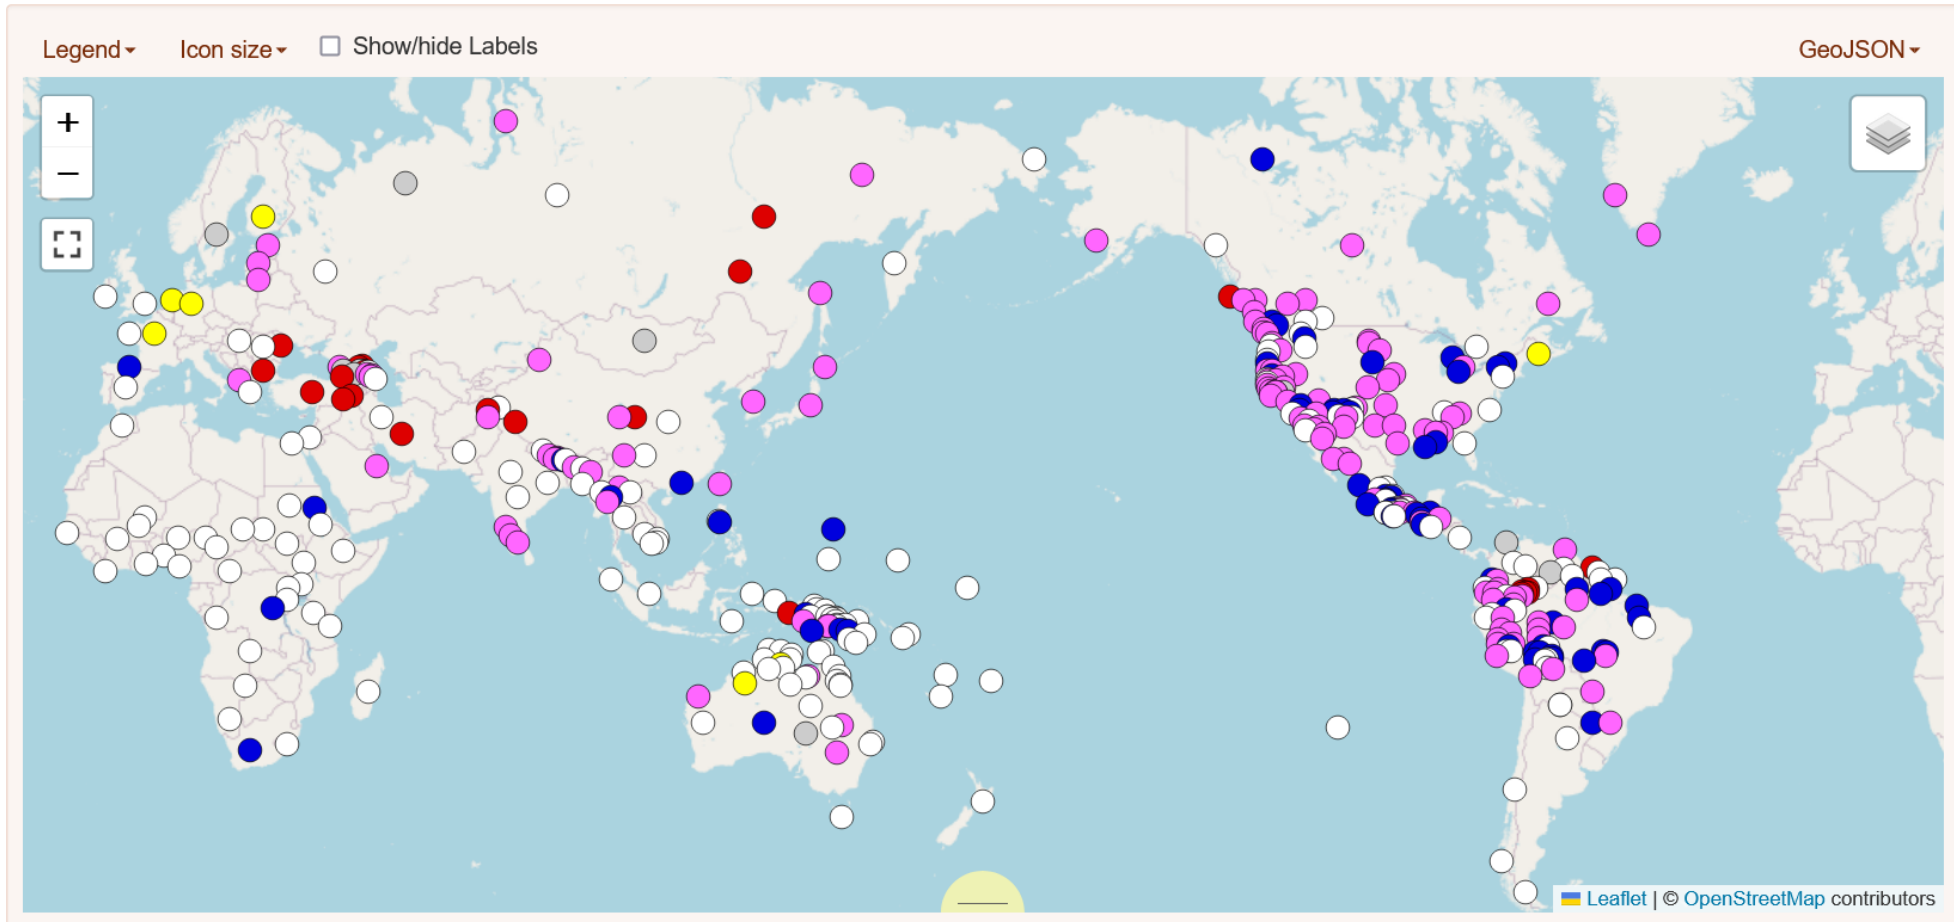 Legend
Icon size
Show/hide Labels
GeoJSON
+
−
Leaflet | © OpenStreetMap contributors